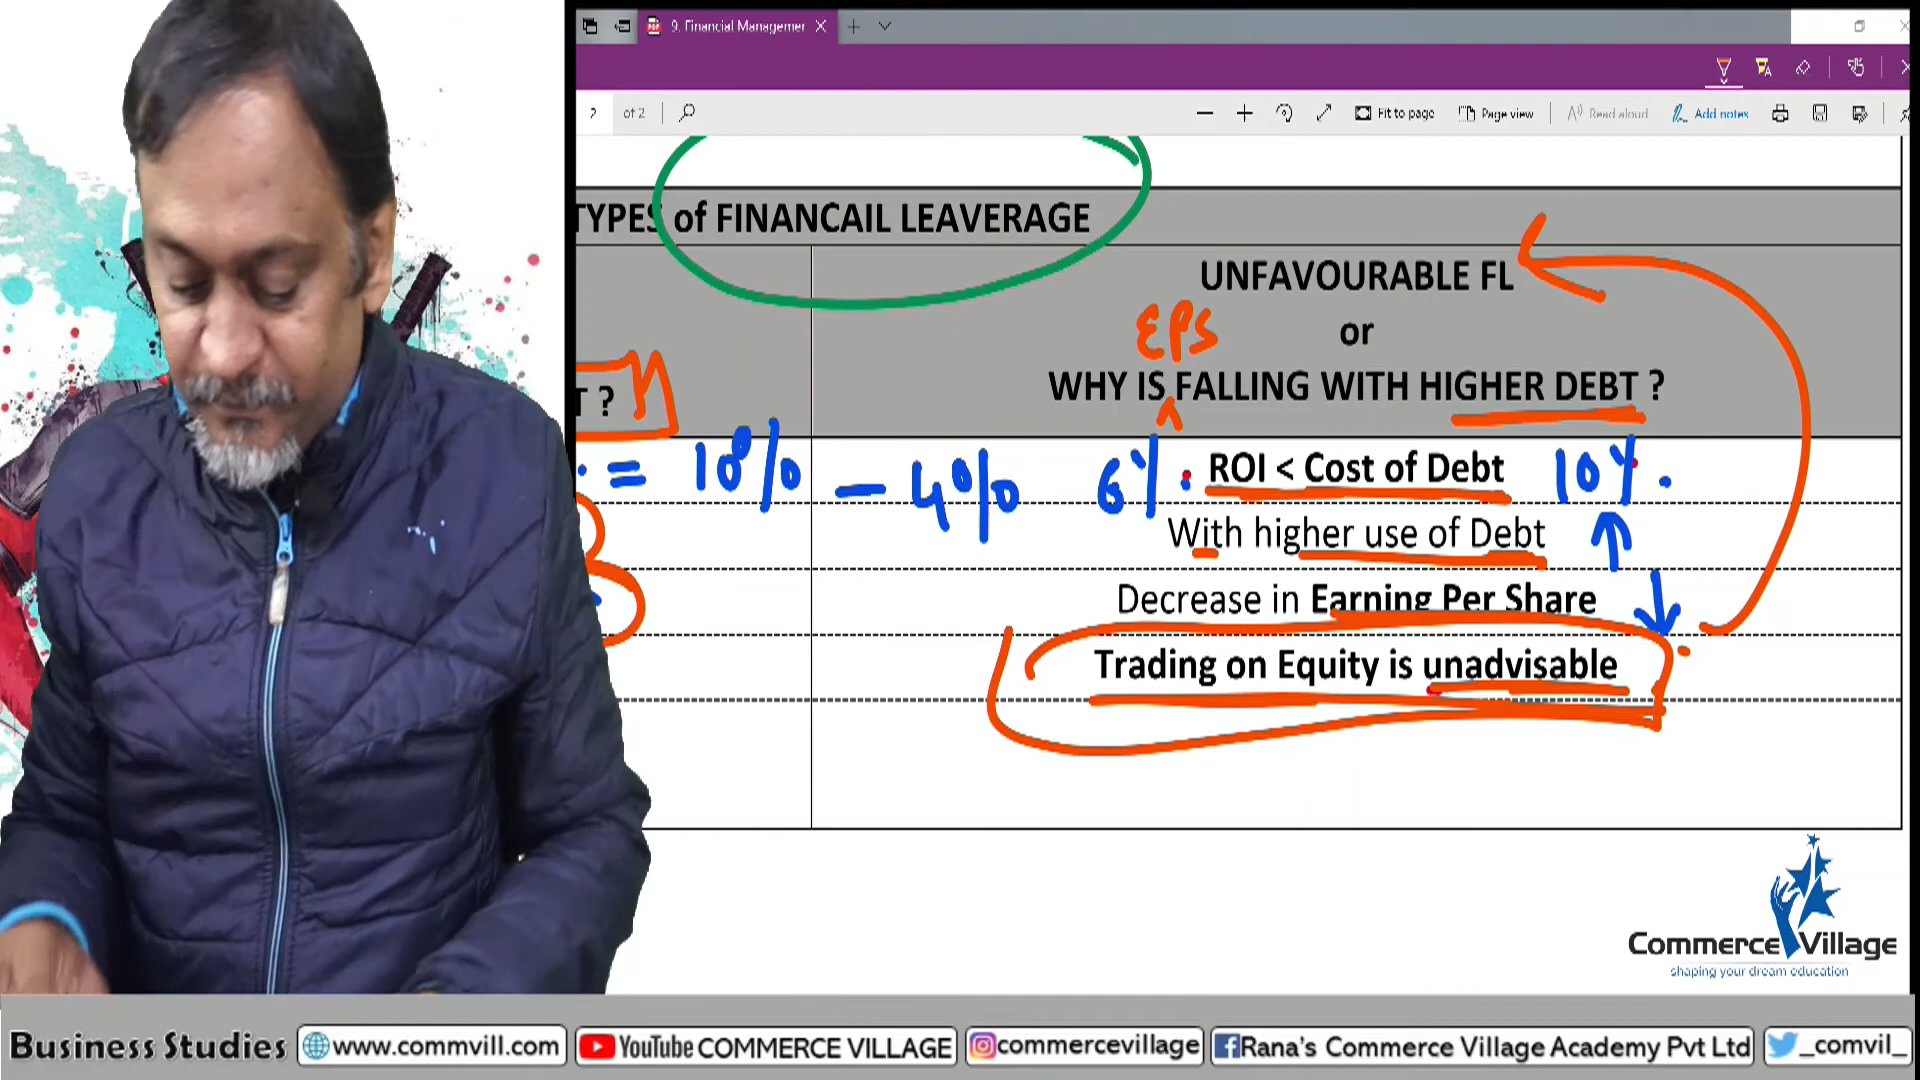 9. Financial Managemer
2 of 2
Fit to page
Page view
Read aloud
Add notes
TYPES of FINANCAIL LEAVERAGE
UNFAVOURABLE FL
or
EPS
WHY IS FALLING WITH HIGHER DEBT ?
T ?
= 10%
- 4% 6% ROI < Cost of Debt 10%
With higher use of Debt
Decrease in Earning Per Share
Trading on Equity is unadvisable
Commerce Village
shaping your dream education
Business Studies
www.commvill.com
YouTube COMMERCE VILLAGE
commercevillage
Rana's Commerce Village Academy Pvt Ltd
_comvil_